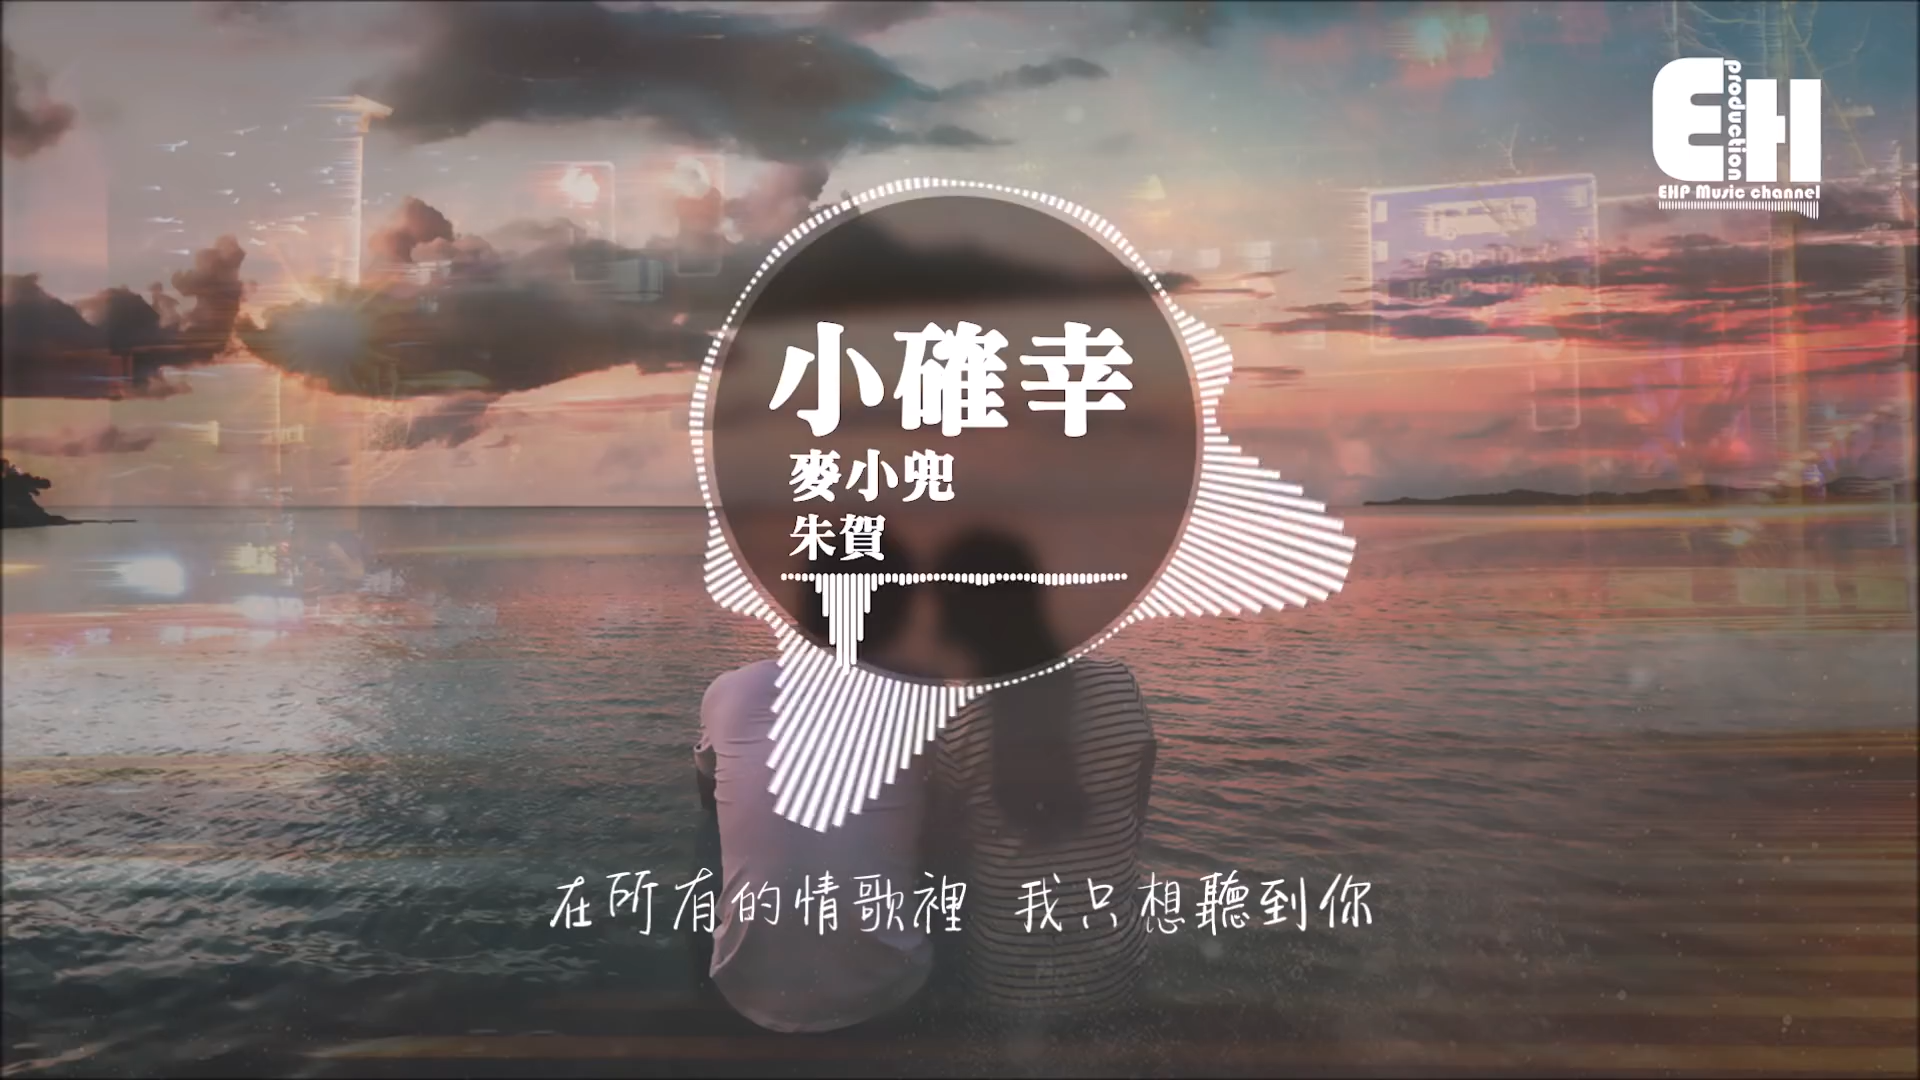 EH
production
EHP Music channel
小確幸
麥小兜
朱賀
在所有的情歌裡 我只想聽到你